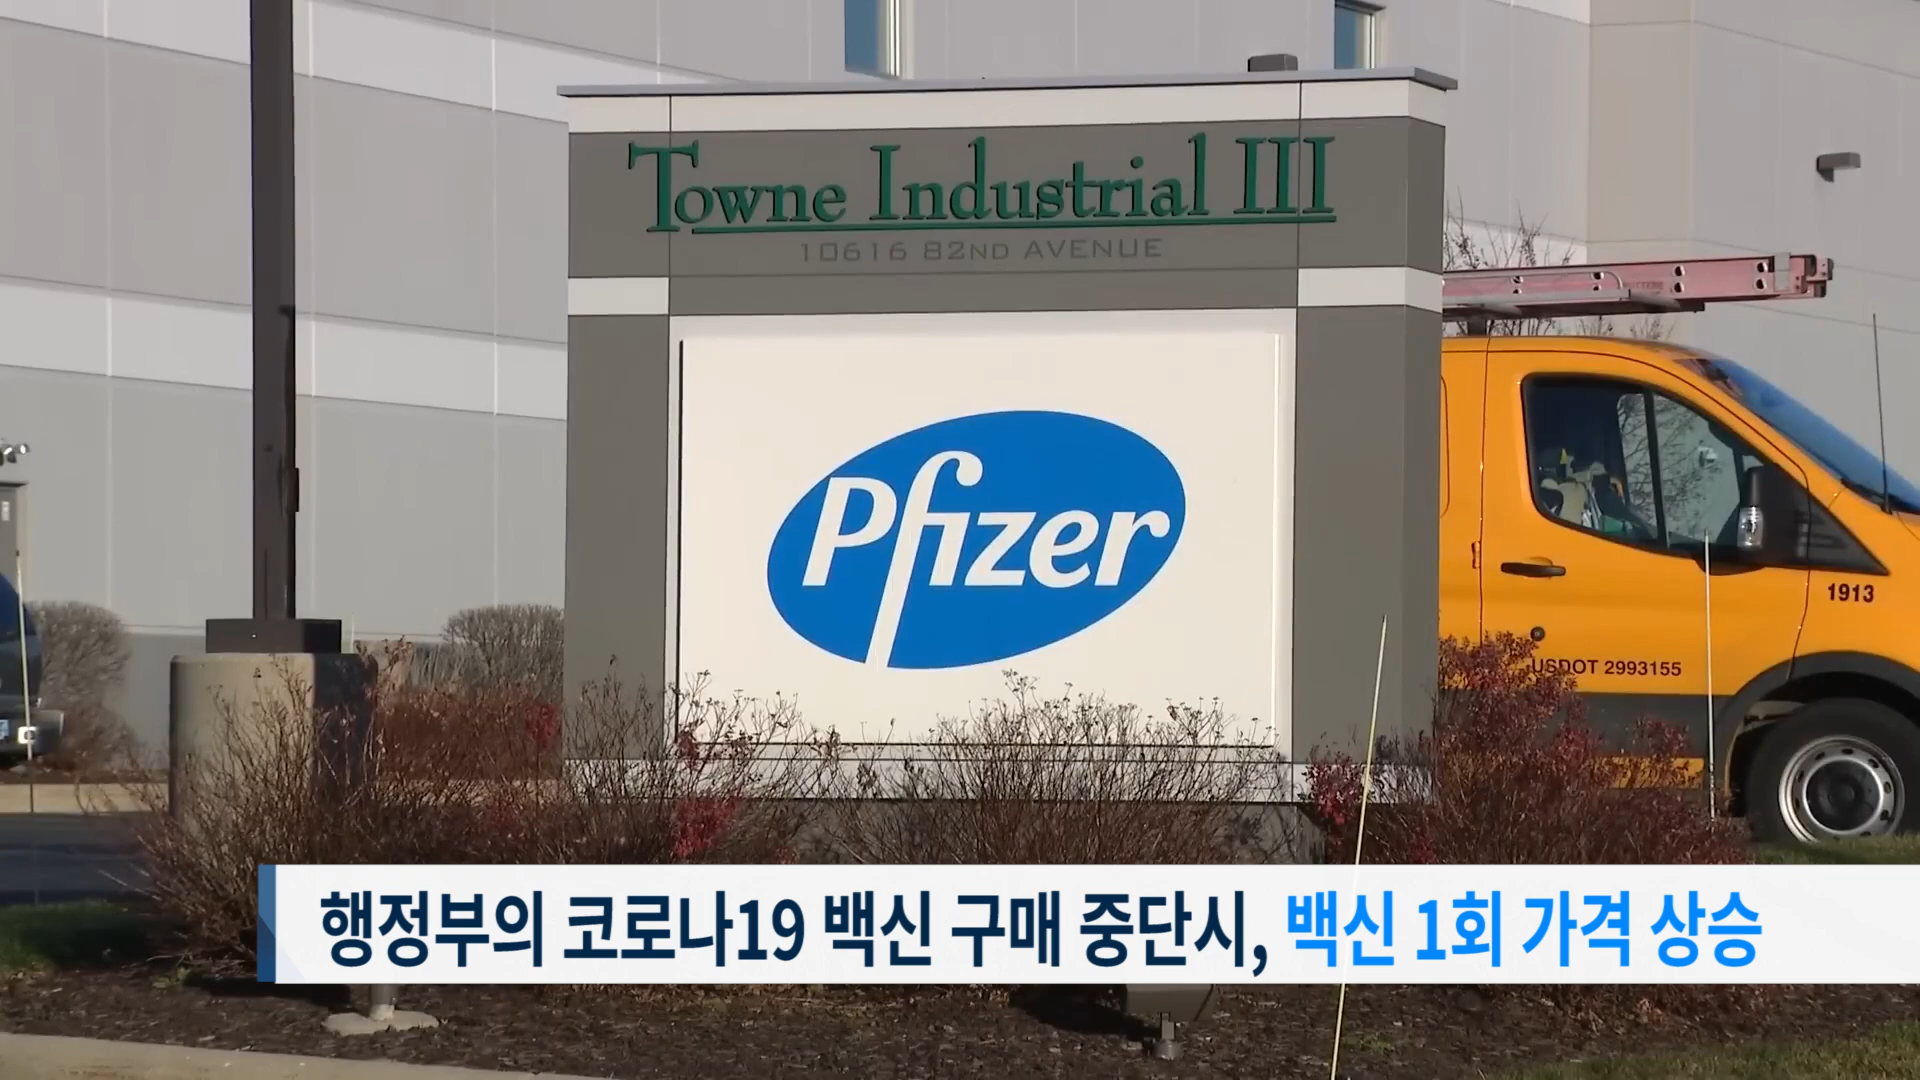 Towne Industrial III
10616 82ND AVENUE
Pfizer
1913
USDOT 2993155
행정부의 코로나19 백신 구매 중단시, 백신 1회 가격 상승